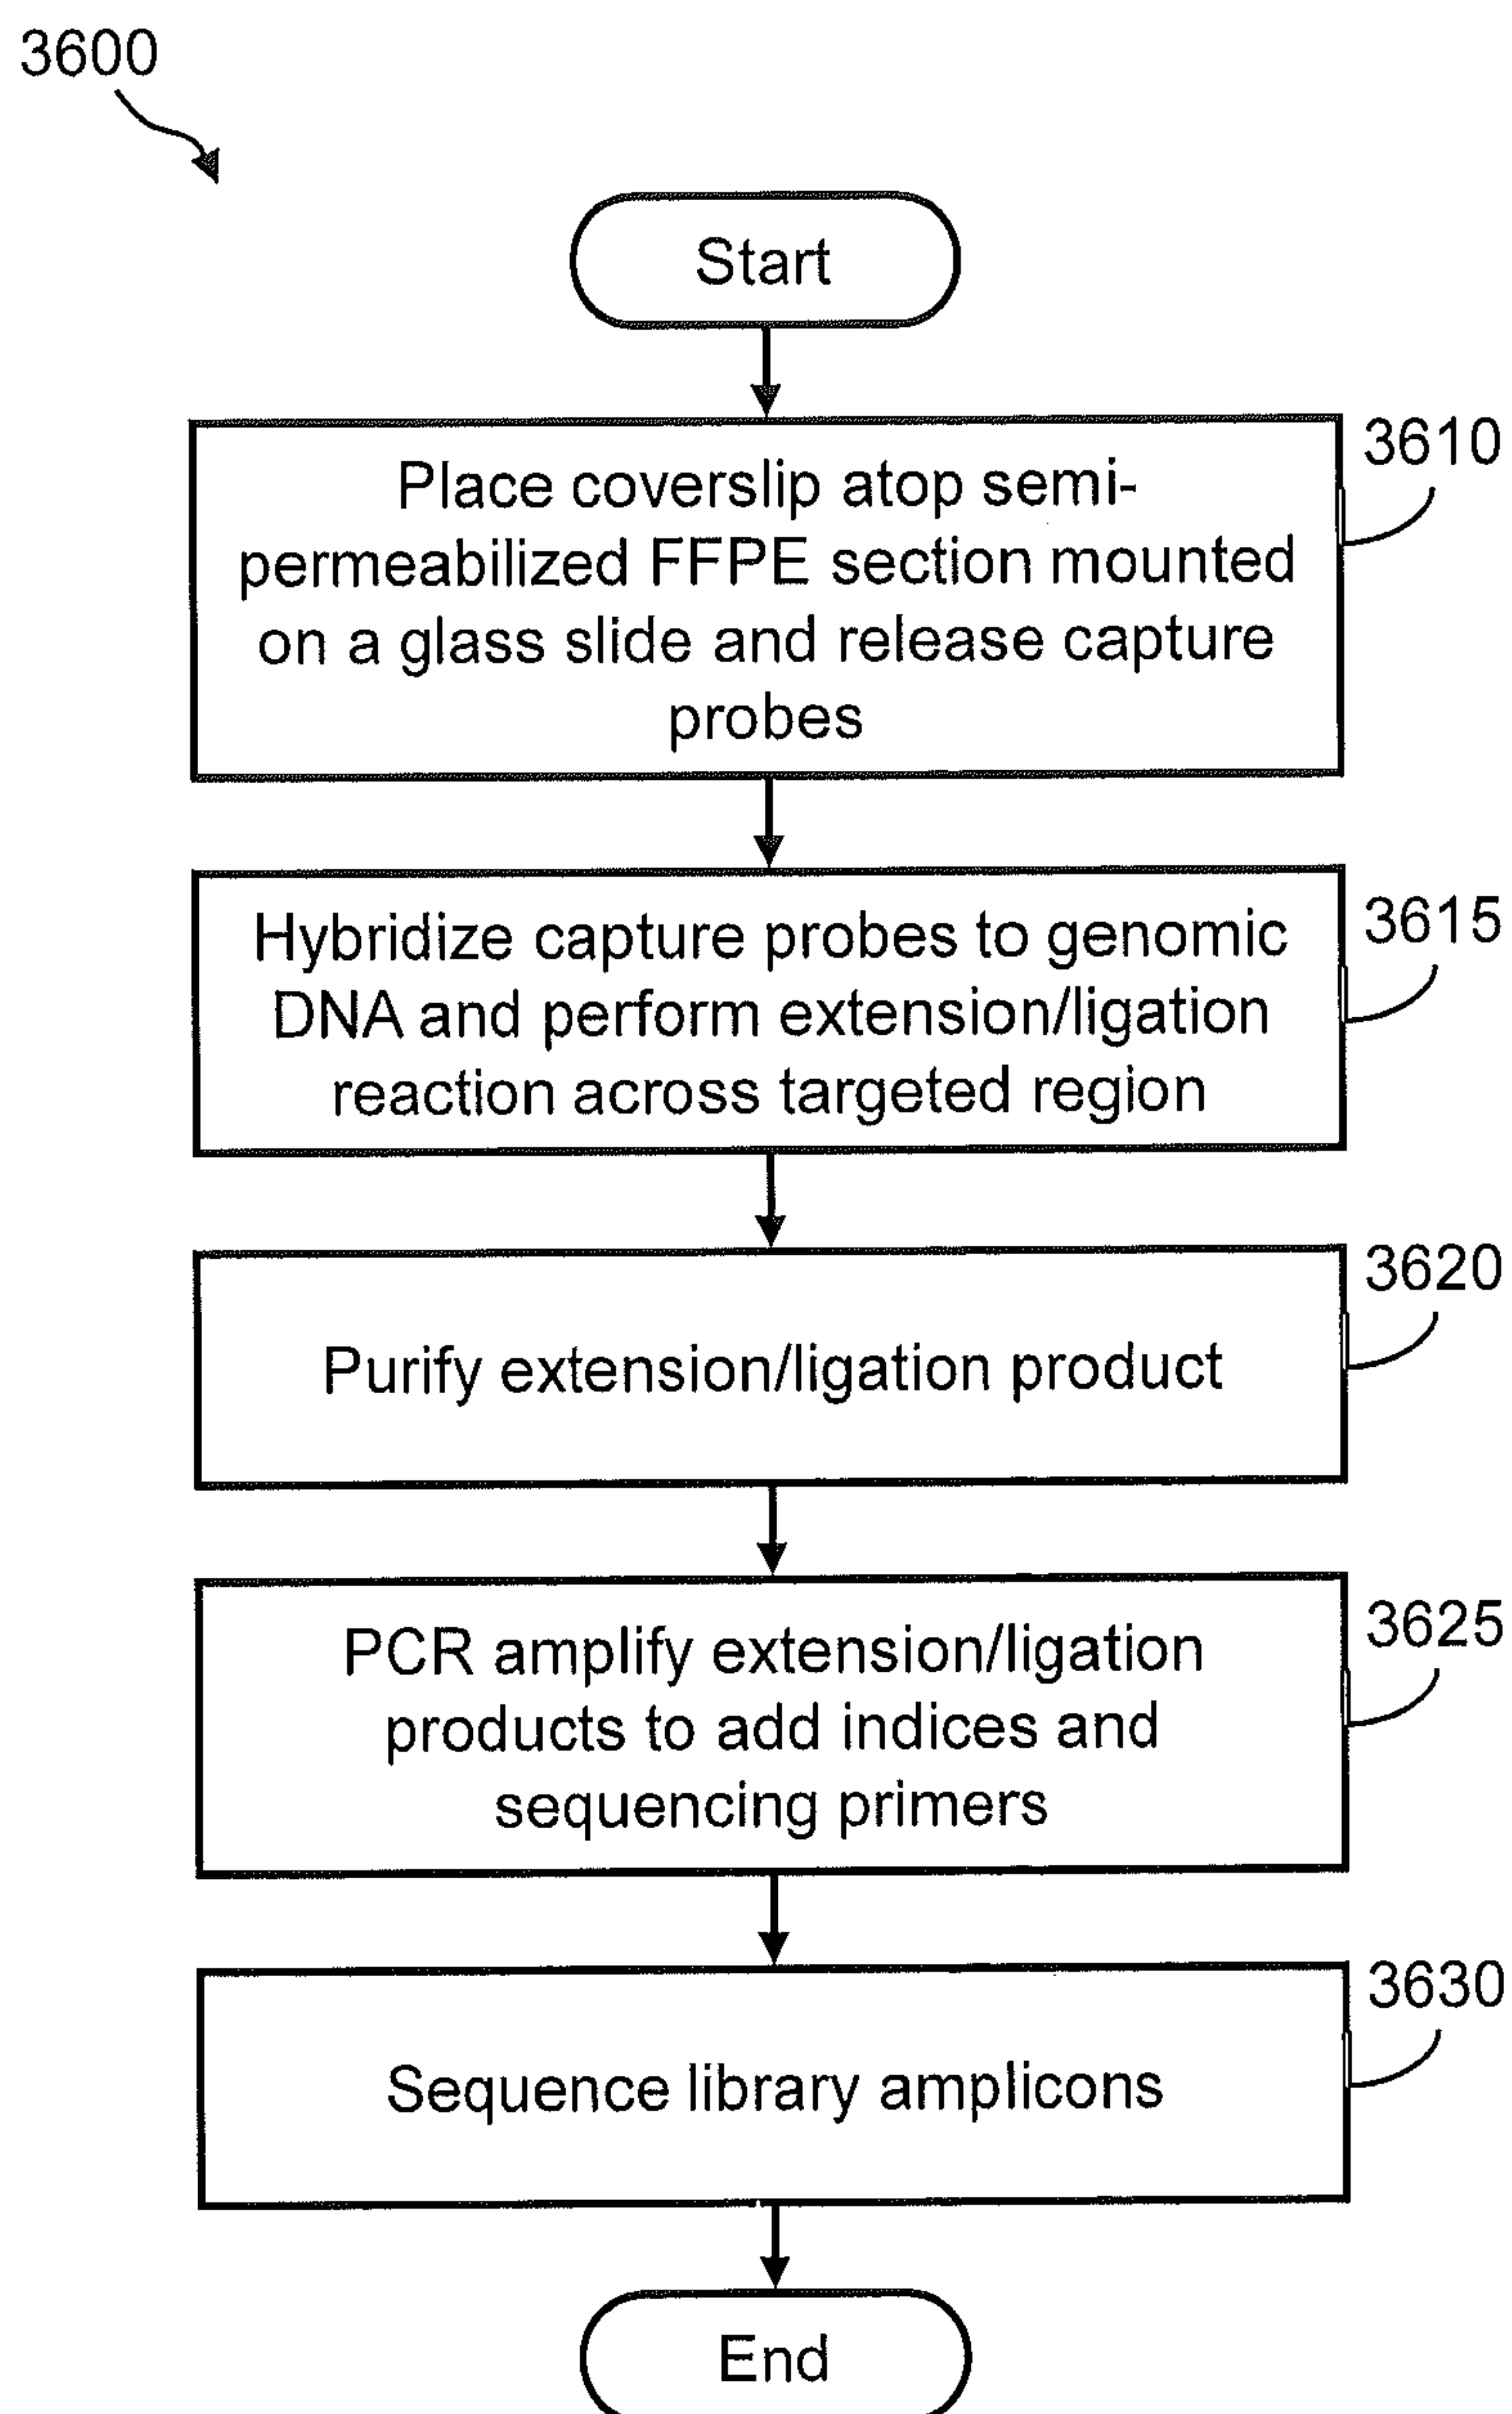 3600
Start
Place coverslip atop semi-
permeabilized FFPE section mounted
on a glass slide and release capture
probes
3610
Hybridize capture probes to genomic
DNA and perform extension/ligation
reaction across targeted region
3615
Purify extension/ligation product
3620
PCR amplify extension/ligation
products to add indices and
sequencing primers
3625
Sequence library amplicons
3630
End